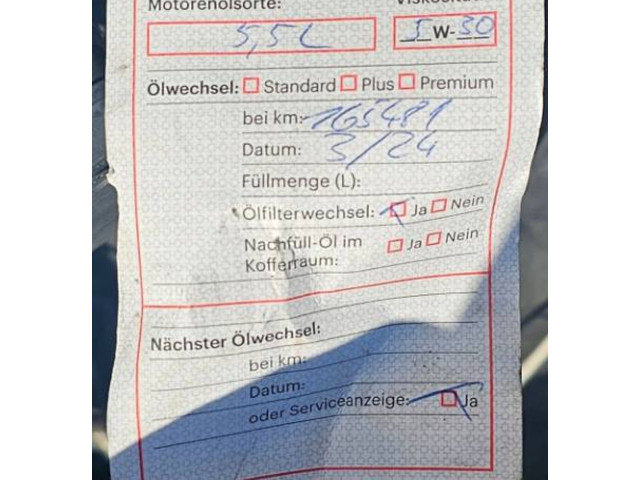 Motorenölsorte:
5,5L 5 W-30
Ölwechsel: Standard Plus Premium
bei km: 165481
Datum: 3/24
Füllmenge (L):
Ölfilterwechsel: Ja Nein
Nachfüll-Öl im
Kofferraum: Ja Nein
Nächster Ölwechsel:
bei km:
Datum:
oder Serviceanzeige: Ja